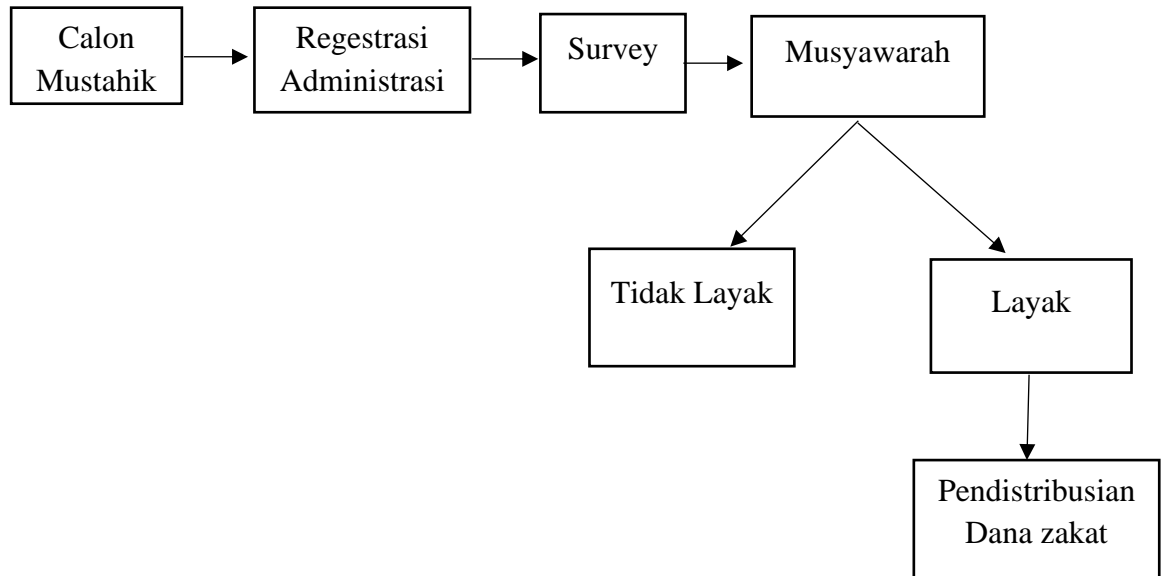 Calon
Mustahik
Regestrasi
Administrasi
Survey
Musyawarah
Tidak Layak
Layak
Pendistribusian
Dana zakat